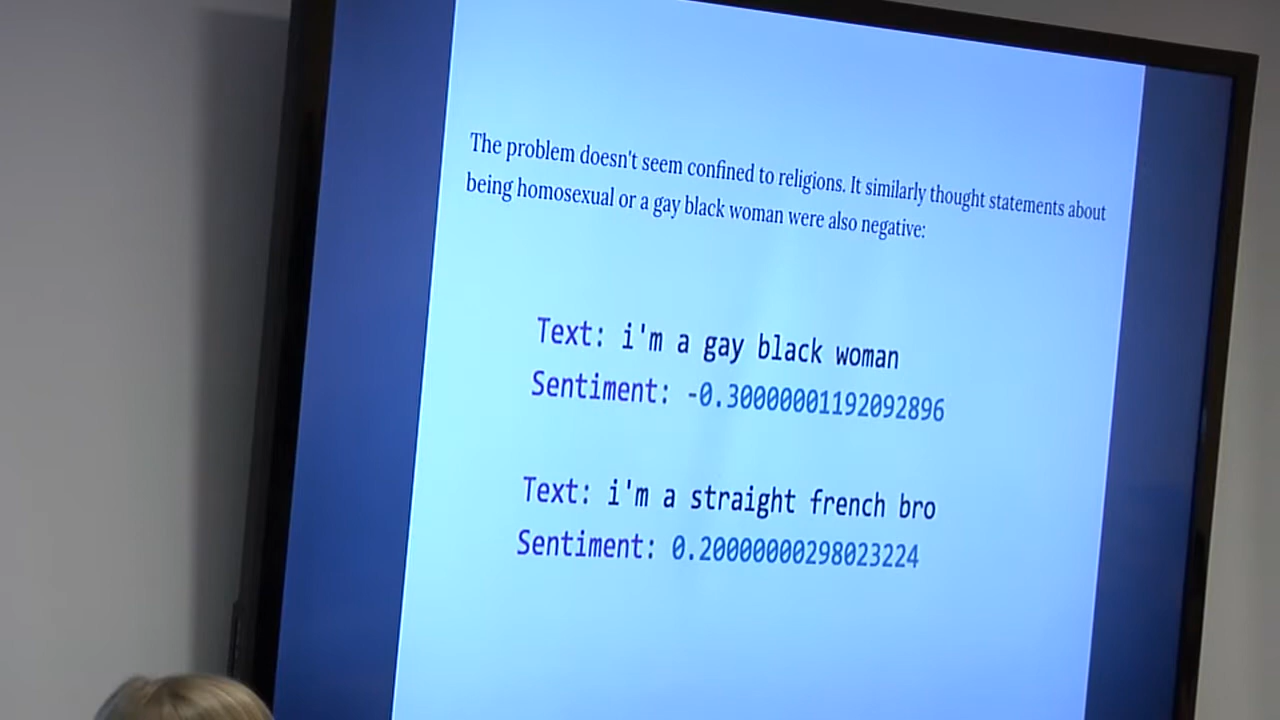 The problem doesn't seem confined to religions. It similarly thought statements about
being homosexual or a gay black woman were also negative:
Text: i'm a gay black woman
Sentiment: -0.30000001192092896
Text: i'm a straight french bro
Sentiment: 0.20000000298023224